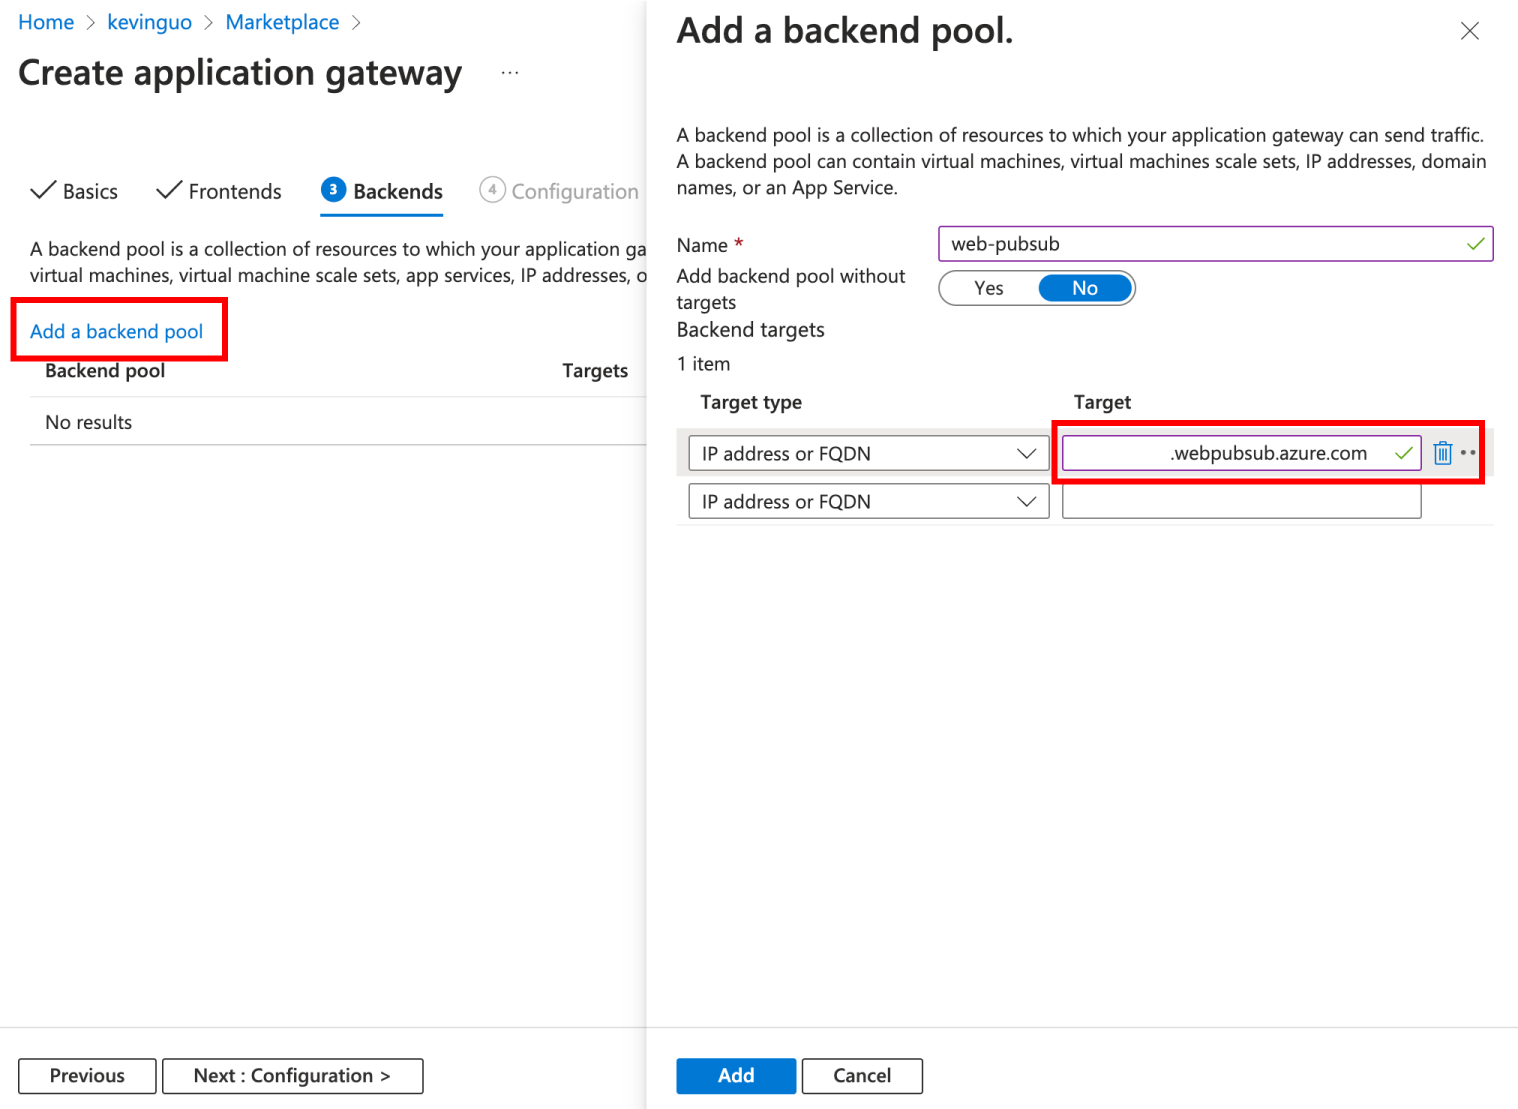 Home > kevinguo > Marketplace >
Create application gateway ...
Basics Frontends 3 Backends 4 Configuration
A backend pool is a collection of resources to which your application ga
virtual machines, virtual machine scale sets, app services, IP addresses, o
Add a backend pool
Backend pool Targets
No results
Previous Next : Configuration >
Add a backend pool.
A backend pool is a collection of resources to which your application gateway can send traffic.
A backend pool can contain virtual machines, virtual machines scale sets, IP addresses, domain
names, or an App Service.
Name * web-pubsub
Add backend pool without
targets
Yes No
Backend targets
1 item
Target type Target
IP address or FQDN .webpubsub.azure.com
IP address or FQDN
Add Cancel